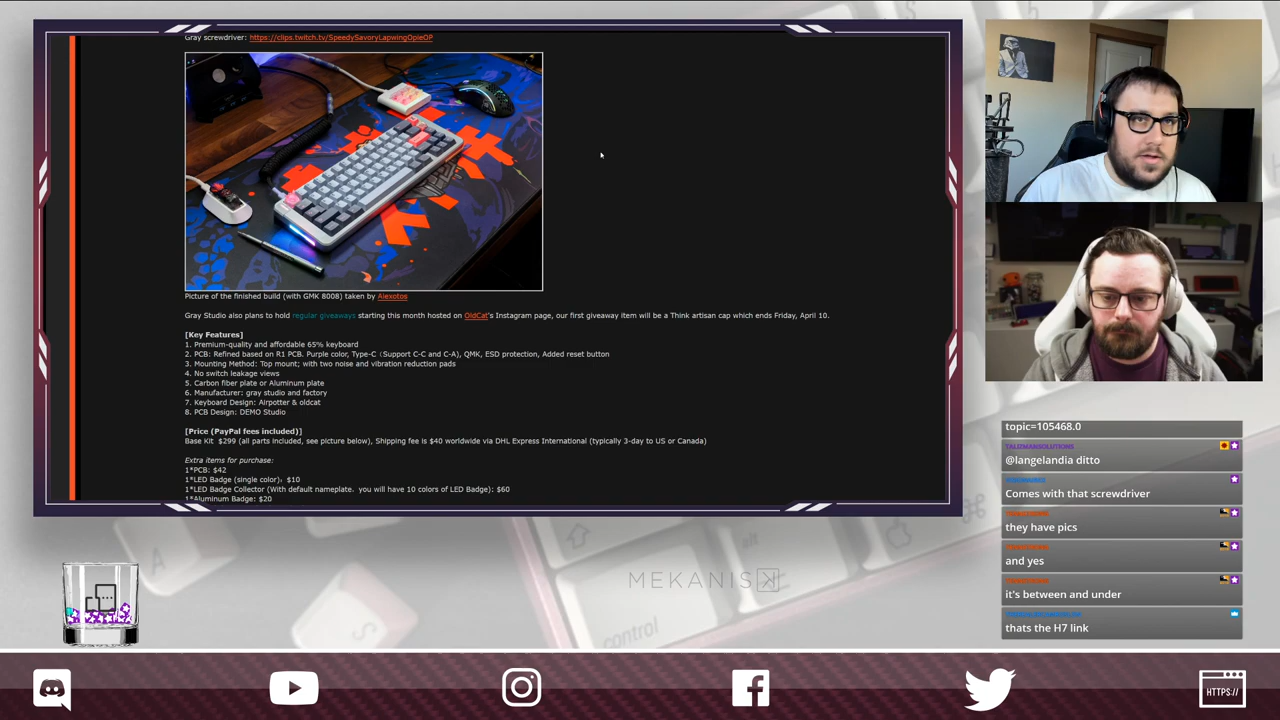 Gray screwdriver: https://clips.twitch.tv/SpeedySavoryLapwingOpieOP
Picture of the finished build (with GMK 8008) taken by Alexotos
Gray Studio also plans to hold regular giveaways starting this month hosted on OldCat's Instagram page, our first giveaway item will be a Think artisan cap which ends Friday, April 10.
[Key Features]
1. Premium-quality and affordable 65% keyboard
2. PCB: Refined based on R1 PCB. Purple color, Type-C（Support C-C and C-A), QMK, ESD protection, Added reset button
3. Mounting Method: Top mount; with two noise and vibration reduction pads
4. No switch leakage views
5. Carbon fiber plate or Aluminum plate
6. Manufacturer: gray studio and factory
7. Keyboard Design: Airpotter & oldcat
8. PCB Design: DEMO Studio
[Price (PayPal fees included)]
Base Kit $299 (all parts included, see picture below), Shipping fee is $40 worldwide via DHL Express International (typically 3-day to US or Canada)
Extra items for purchase:
1*PCB: $42
1*LED Badge (single color)：$10
1*LED Badge Collector (With default nameplate，you will have 10 colors of LED Badge): $60
1*Aluminum Badge: $20
topic=105468.0
@langelandia ditto
Comes with that screwdriver
they have pics
and yes
it's between and under
thats the H7 link
MEKANISK
alt
control
HTTPS://